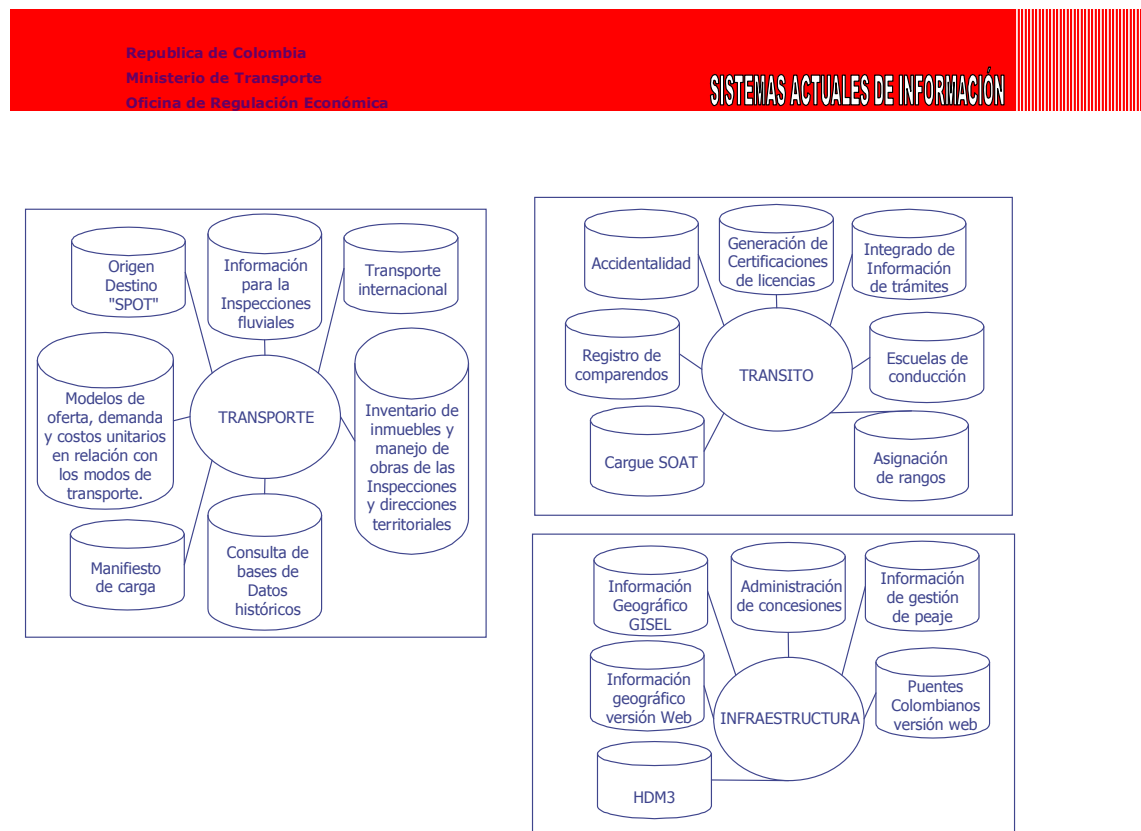 Republica de Colombia
Ministerio de Transporte
Oficina de Regulación Económica
SISTEMAS ACTUALES DE INFORMACIÓN
Origen
Destino
"SPOT"
Información
para la
Inspecciones
fluviales
Transporte
internacional
Modelos de
oferta, demanda
y costos unitarios
en relación con
los modos de
transporte.
TRANSPORTE
Inventario de
inmuebles y
manejo de
obras de las
Inspecciones
y direcciones
territoriales
Manifiesto
de carga
Consulta de
bases de
Datos
históricos
Accidentalidad
Generación de
Certificaciones
de licencias
Integrado de
Información
de trámites
Registro de
comparendos
TRANSITO
Escuelas de
conducción
Cargue SOAT
Asignación
de rangos
Información
Geográfico
GISEL
Administración
de concesiones
Información
de gestión
de peaje
Información
geográfico
versión Web
INFRAESTRUCTURA
Puentes
Colombianos
versión web
HDM3